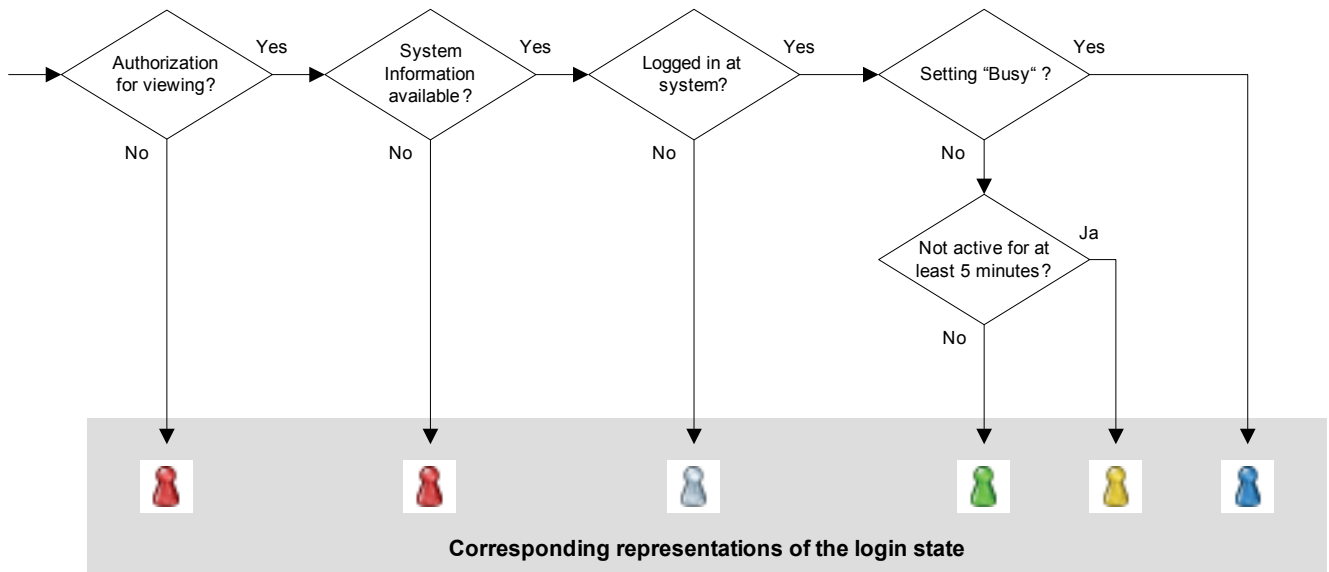 Authorization
for viewing?
Yes
System
Information
available?
Yes
Logged in at
system?
Yes
Setting “Busy“ ?
Yes
No
No
No
No
Not active for at
least 5 minutes?
Ja
No
Corresponding representations of the login state